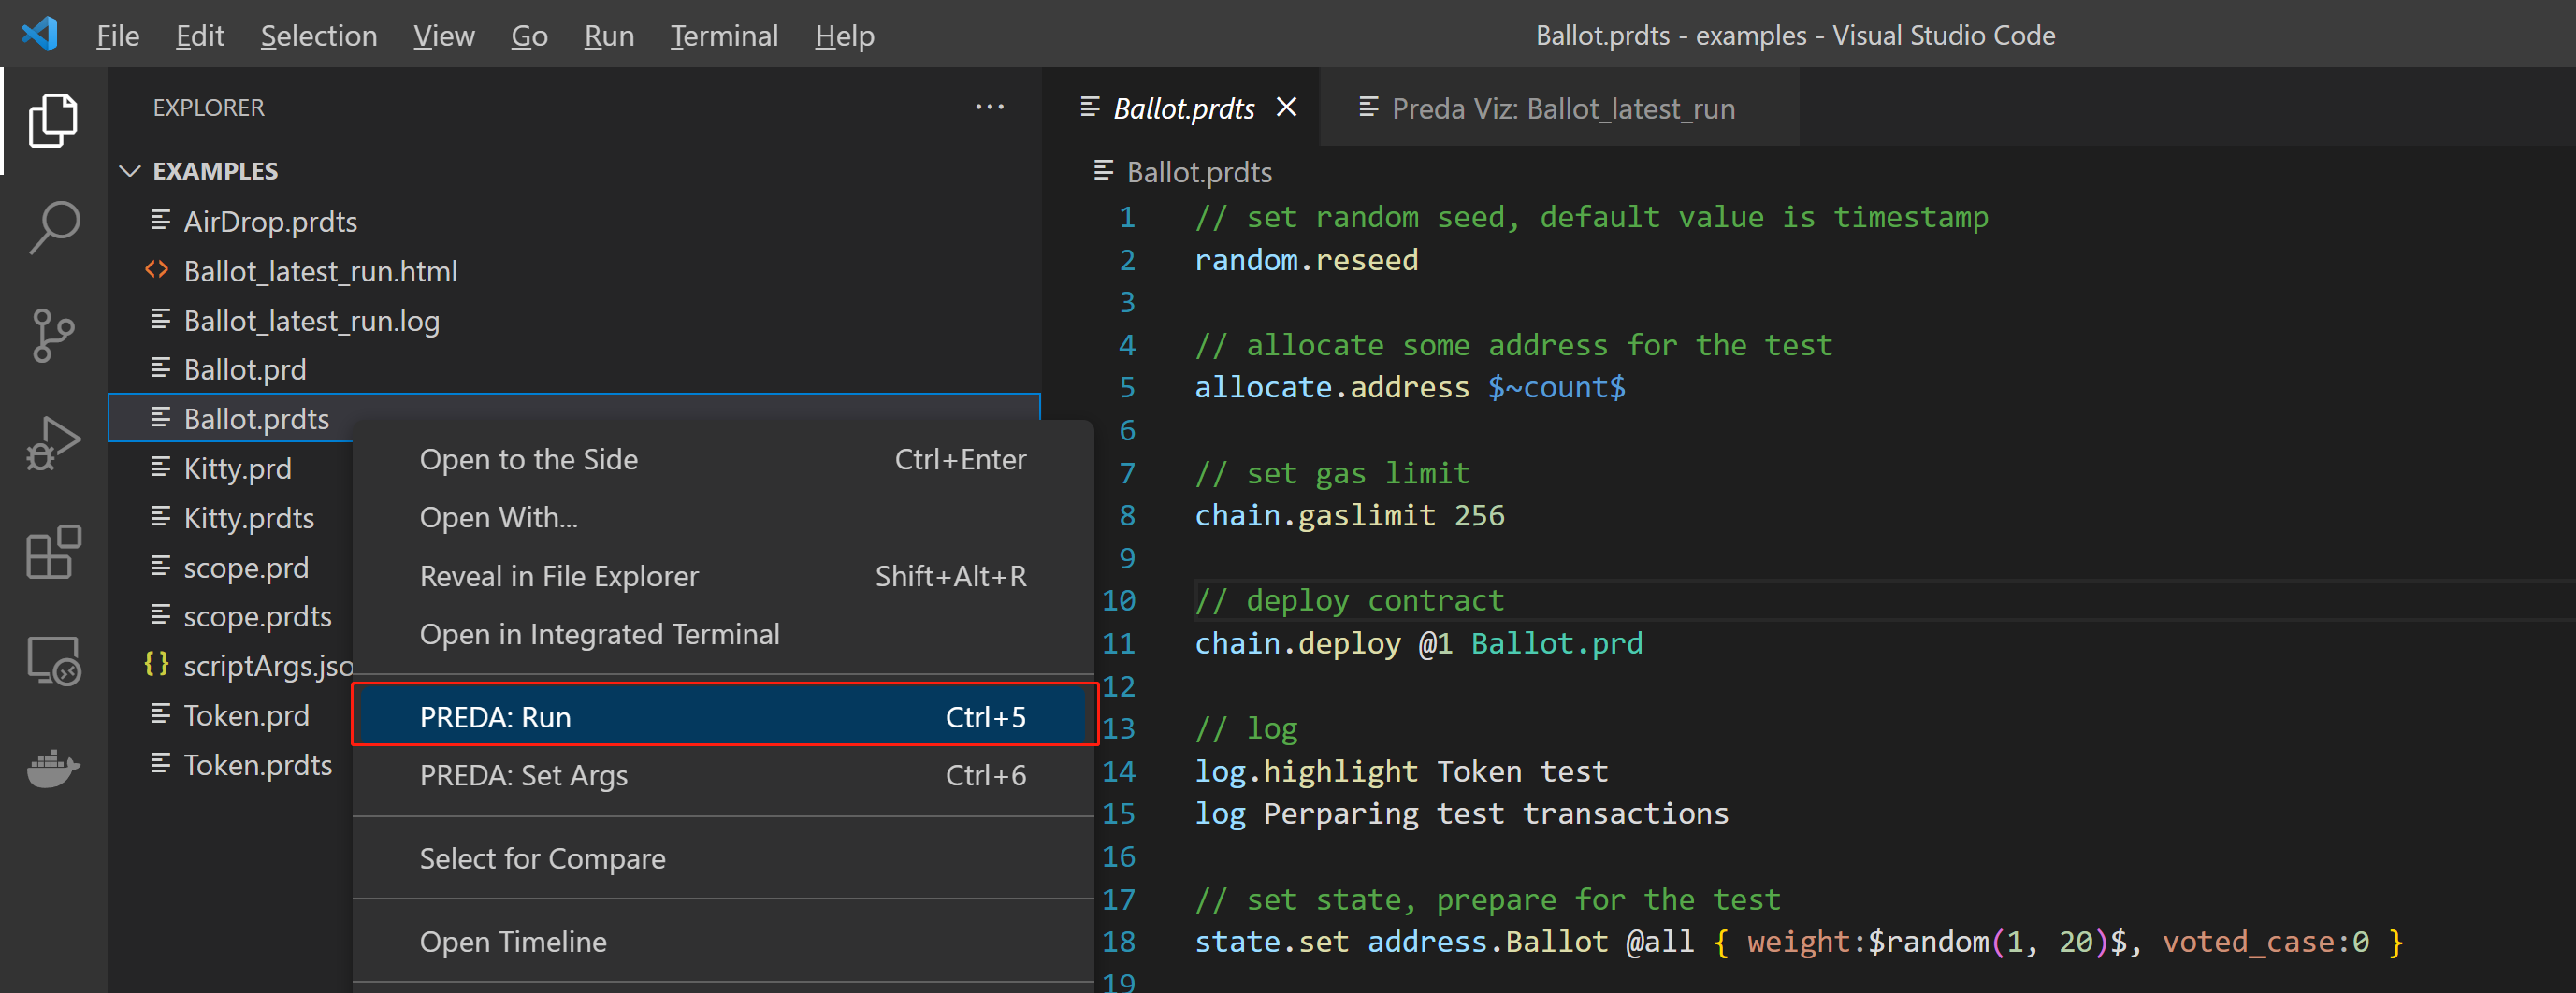 File Edit Selection View Go Run Terminal Help
Ballot.prdts - examples - Visual Studio Code
EXPLORER
EXAMPLES
AirDrop.prdts
Ballot_latest_run.html
Ballot_latest_run.log
Ballot.prd
Ballot.prdts
Kitty.prd
Kitty.prdts
scope.prd
scope.prdts
scriptArgs.jso
Token.prd
Token.prdts
Open to the Side Ctrl+Enter
Open With...
Reveal in File Explorer Shift+Alt+R
Open in Integrated Terminal
PREDA: Run Ctrl+5
PREDA: Set Args Ctrl+6
Select for Compare
Open Timeline
Ballot.prdts
Preda Viz: Ballot_latest_run
Ballot.prdts
1 // set random seed, default value is timestamp
2 random.reseed
3
4 // allocate some address for the test
5 allocate.address $~count$
6
7 // set gas limit
8 chain.gaslimit 256
9
10 // deploy contract
11 chain.deploy @1 Ballot.prd
12
13 // log
14 log.highlight Token test
15 log Perparing test transactions
16
17 // set state, prepare for the test
18 state.set address.Ballot @all { weight:$random(1, 20)$, voted_case:0 }
19